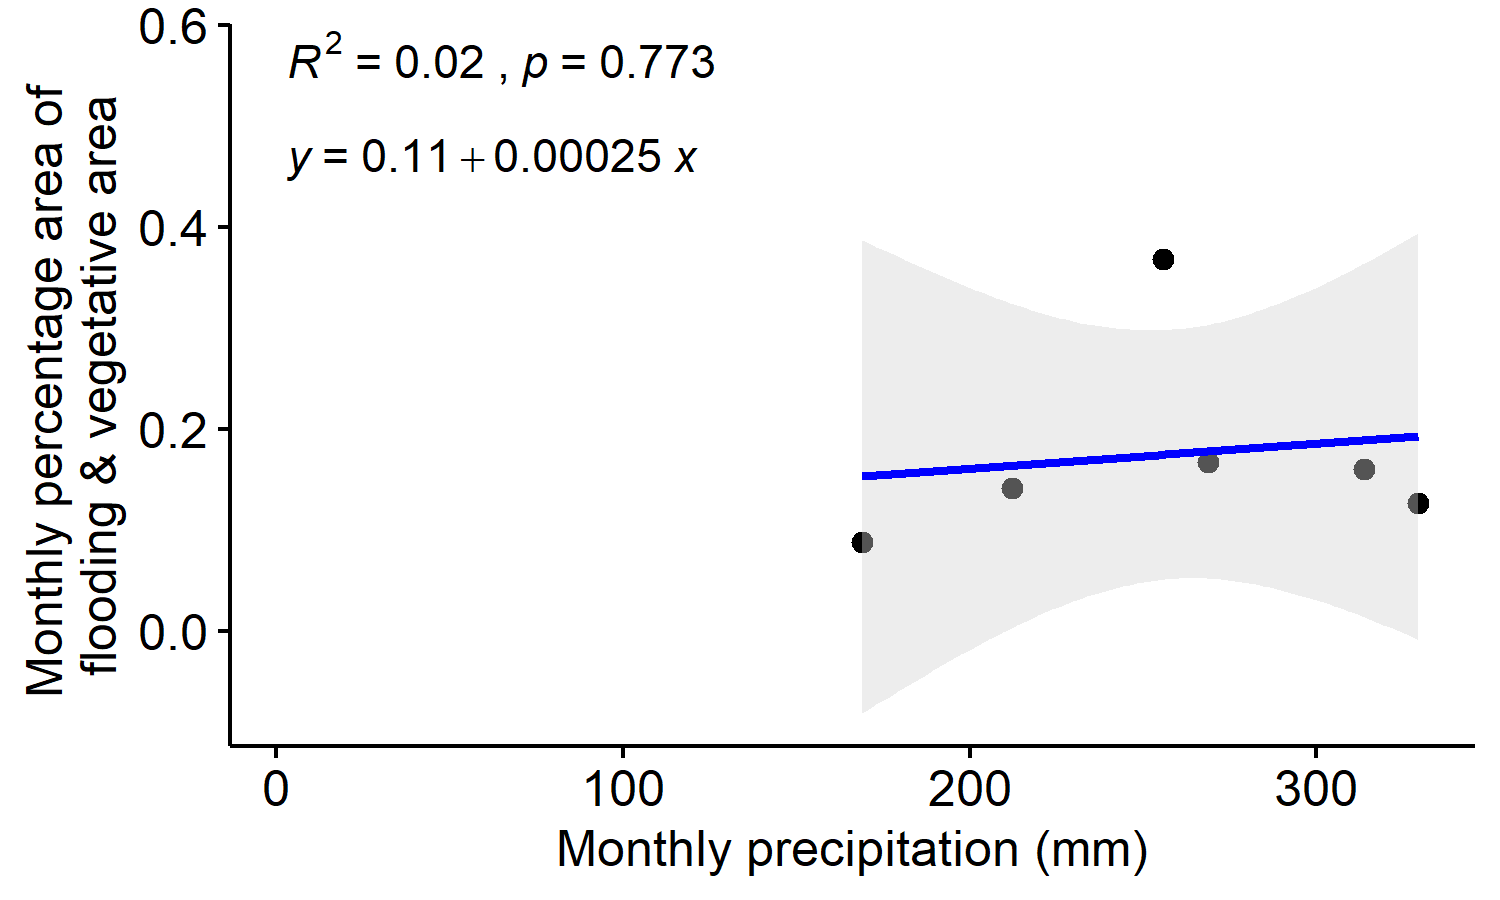 Monthly percentage area of
flooding & vegetative area
0.6
0.4
0.2
0.0
R² = 0.02 , p = 0.773
y = 0.11 + 0.00025 x
0
100
200
300
Monthly precipitation (mm)